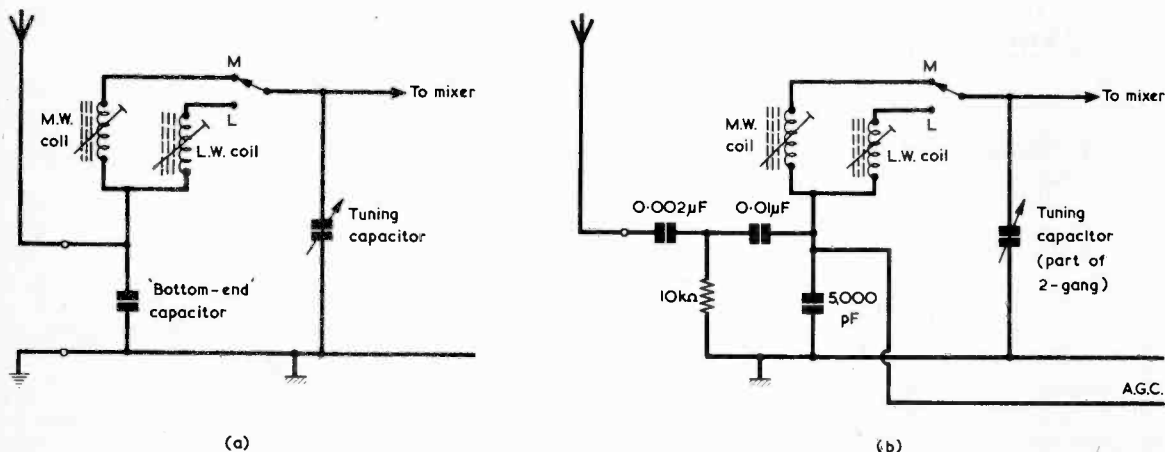 M
To mixer
L
M.W.
coil
L.W. coil
Tuning
capacitor
'Bottom-end'
capacitor
(a)
M
To mixer
L
M.W.
coil
L.W. coil
0·002μF
0·01μF
Tuning
capacitor
(part of
2-gang)
10kΩ
5,000
pF
A.G.C.
(b)